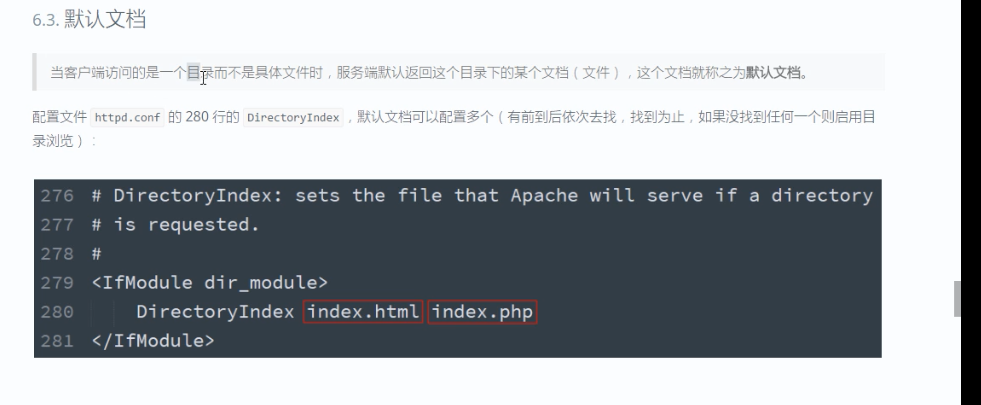 6.3. 默认文档
当客户端访问的是一个目录而不是具体文件时，服务端默认返回这个目录下的某个文档（文件），这个文档就称之为默认文档。
配置文件 httpd.conf 的 280 行的 DirectoryIndex ，默认文档可以配置多个（有前到后依次去找，找到为止，如果没找到任何一个则启用目
录浏览）：
276 # DirectoryIndex: sets the file that Apache will serve if a directory
277 # is requested.
278 #
279 <IfModule dir_module>
280 DirectoryIndex index.html index.php
281 </IfModule>